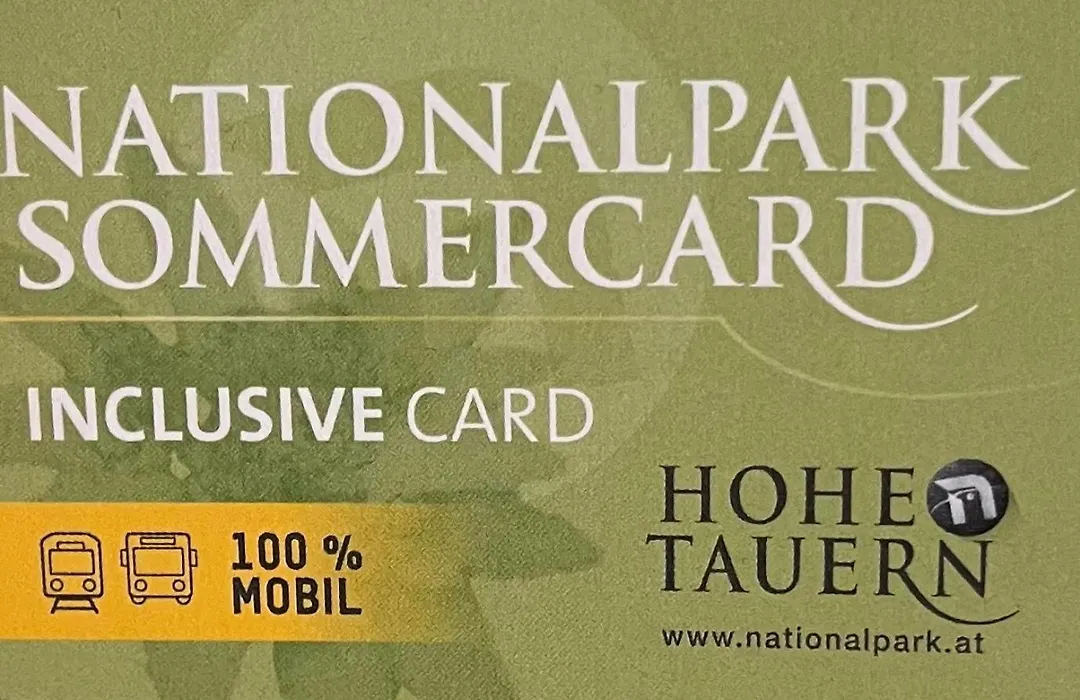 NATIONALPARK
SOMMERCARD
INCLUSIVE CARD
100 %
MOBIL
HOHE
TAUERN
www.nationalpark.at